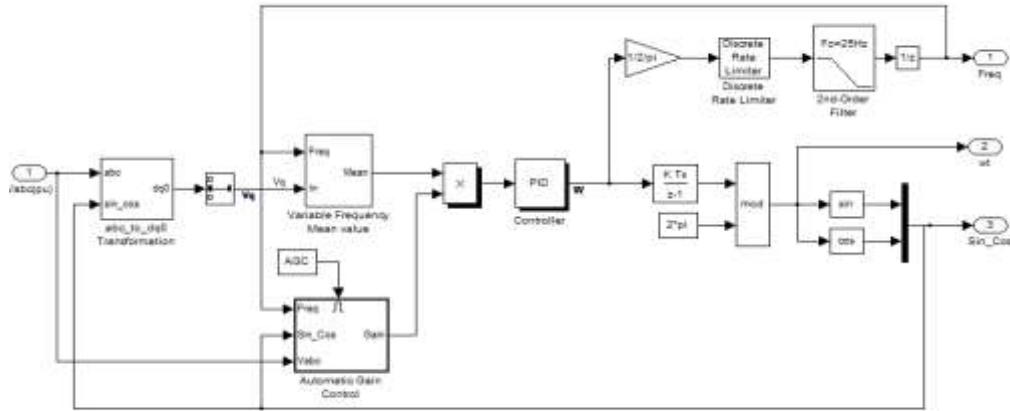 1
Vabc(pu)
abc
sin_cos
dq0
abc_to_dq0
Transformation
Vq
Vq
Freq
In
Mean
Variable Frequency
Mean value
AGC
Freq
Sin_Cos
Vabc
Gain
Automatic Gain
Control
X
PID
Controller
W
1/2/pi
Discrete
Rate
Limiter
Discrete
Rate Limiter
Fo=25Hz
2nd-Order
Filter
1/z
1
Freq
K Ts
z-1
2*pi
mod
sin
cos
2
wt
3
Sin_Cos